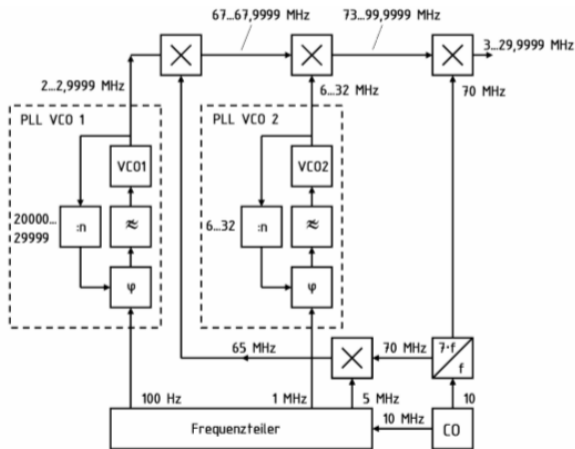 67...67,9999 MHz
73...99,9999 MHz
3...29,9999 MHz
2...2,9999 MHz
6...32 MHz
70 MHz
PLL VCO 1
PLL VCO 2
VCO1
VCO2
20000...
29999
:n
≈
6...32
:n
≈
φ
φ
65 MHz
70 MHz
7·f
f
100 Hz
1 MHz
5 MHz
10
10 MHz
Frequenzteiler
CO